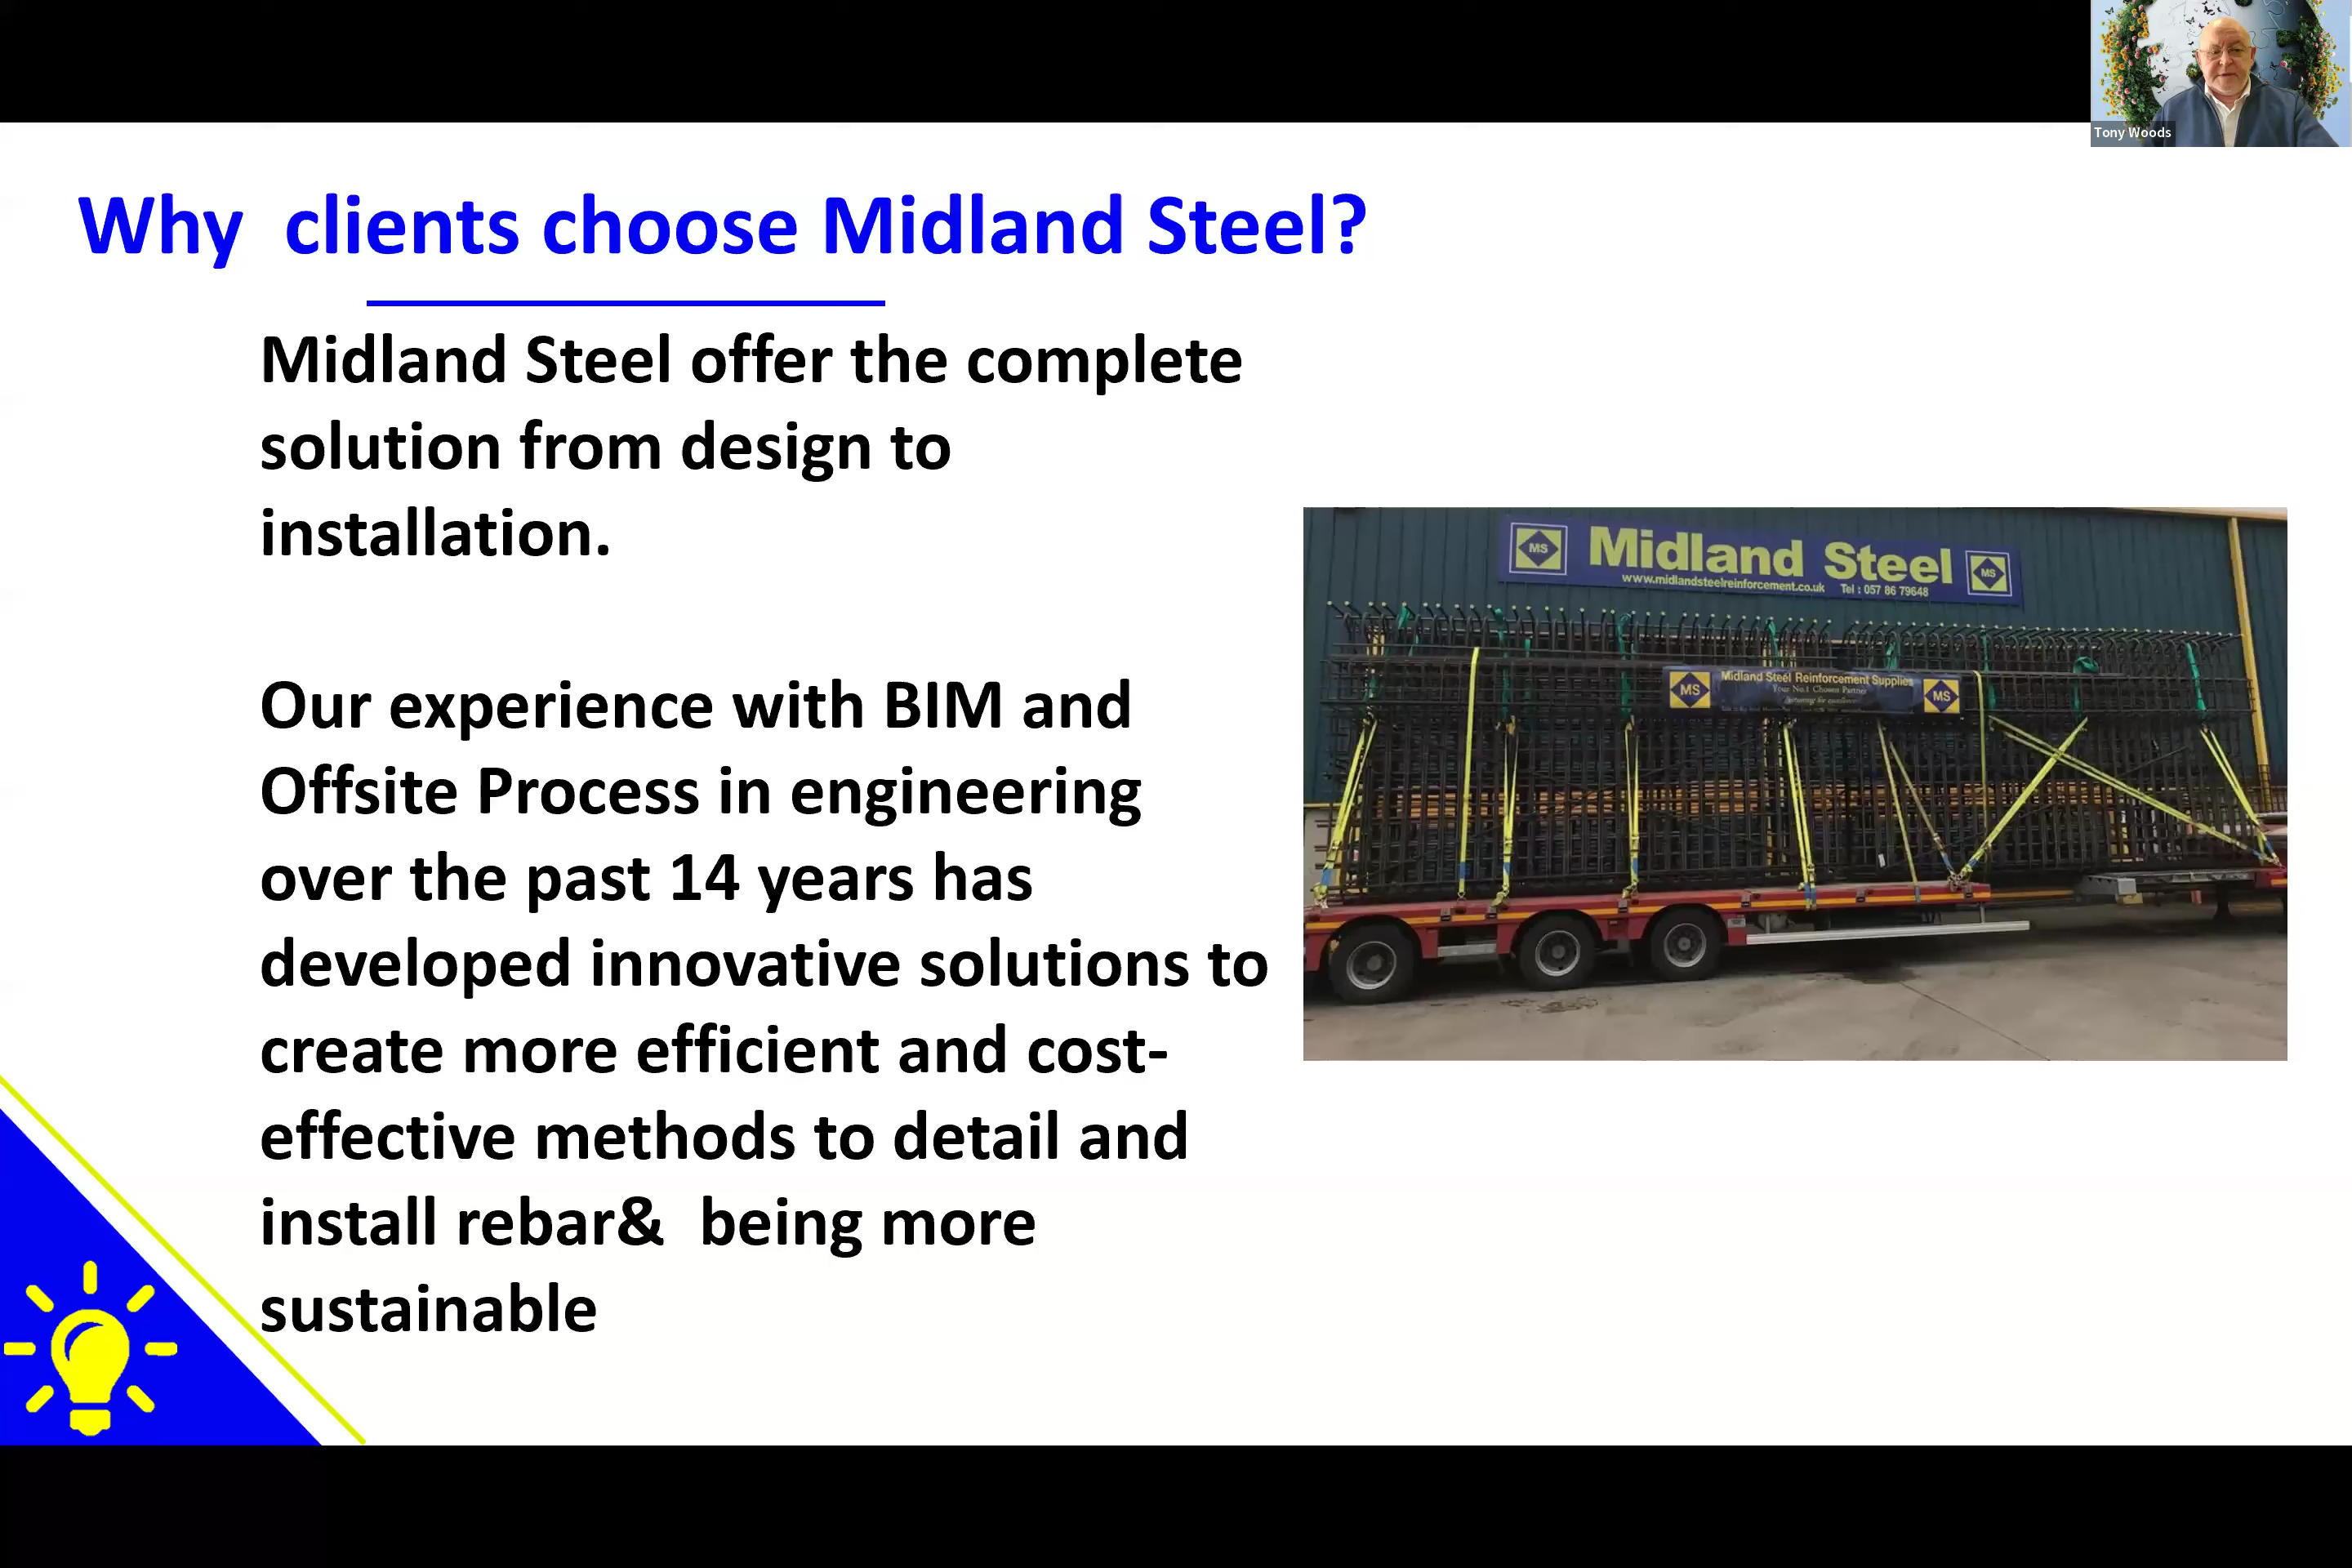 Tony Woods
Why clients choose Midland Steel?
Midland Steel offer the complete
solution from design to
installation.
Our experience with BIM and
Offsite Process in engineering
over the past 14 years has
developed innovative solutions to
create more efficient and cost-
effective methods to detail and
install rebar& being more
sustainable
MS
Midland Steel
MS
www.midlandsteelreinforcement.co.uk Tel : 057 86 79648
MS
Midland Steel Reinforcement Supplies
Your No.1 Chosen Partner
MS